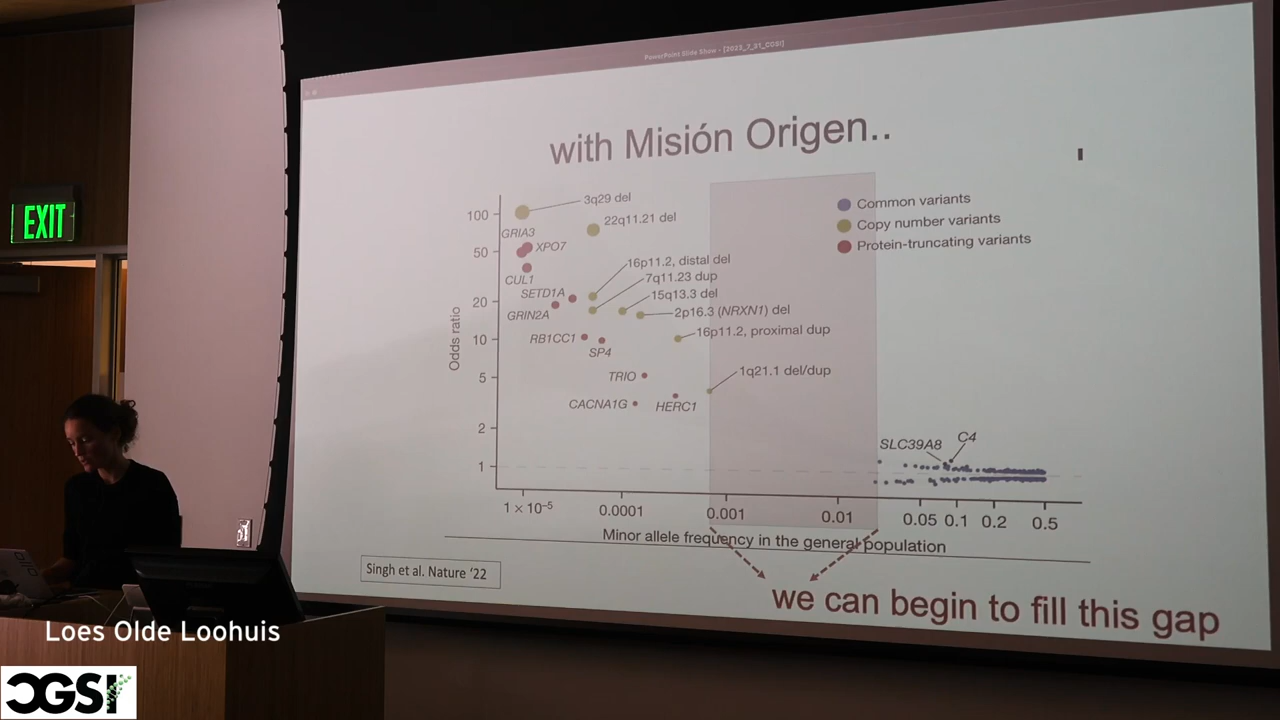 PowerPoint Slide Show - [2023_7_31_CGSI]
with Misión Origen..
EXIT
Common variants
Copy number variants
Protein-truncating variants
100
50
20
10
5
2
1
Odds ratio
3q29 del
22q11.21 del
GRIA3
XPO7
CUL1
16p11.2, distal del
7q11.23 dup
SETD1A
15q13.3 del
GRIN2A
2p16.3 (NRXN1) del
RB1CC1
16p11.2, proximal dup
SP4
TRIO
1q21.1 del/dup
CACNA1G
HERC1
SLC39A8
C4
1 × 10⁻⁵
0.0001
0.001
0.01
0.05
0.1
0.2
0.5
Minor allele frequency in the general population
Singh et al. Nature '22
we can begin to fill this gap
Loes Olde Loohuis
CGSI